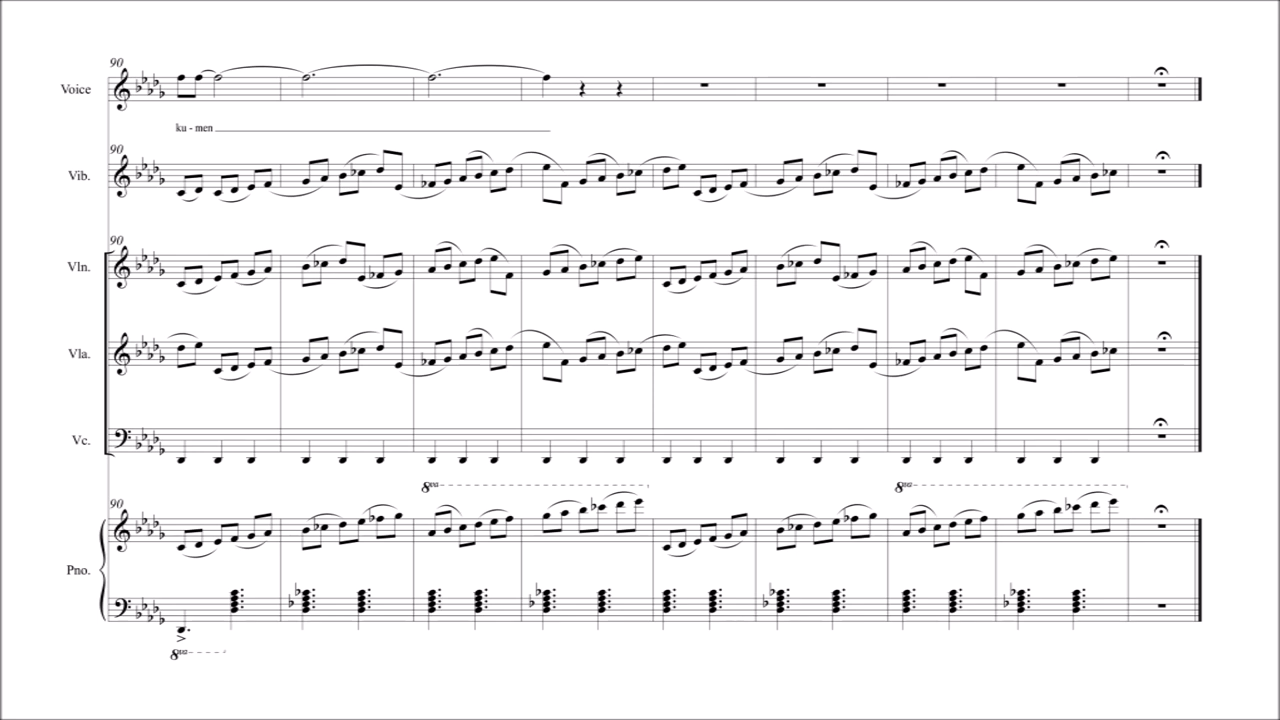 90
Voice
ku - men
90
Vib.
90
Vln.
Vla.
Vc.
8va
8va
90
Pno.
8va